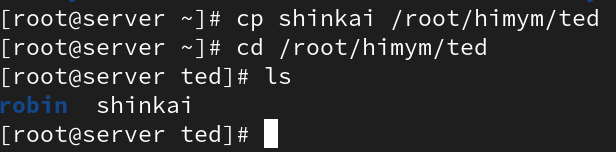 [root@server ~]# cp shinkai /root/himym/ted
[root@server ~]# cd /root/himym/ted
[root@server ted]# ls
robin  shinkai
[root@server ted]#